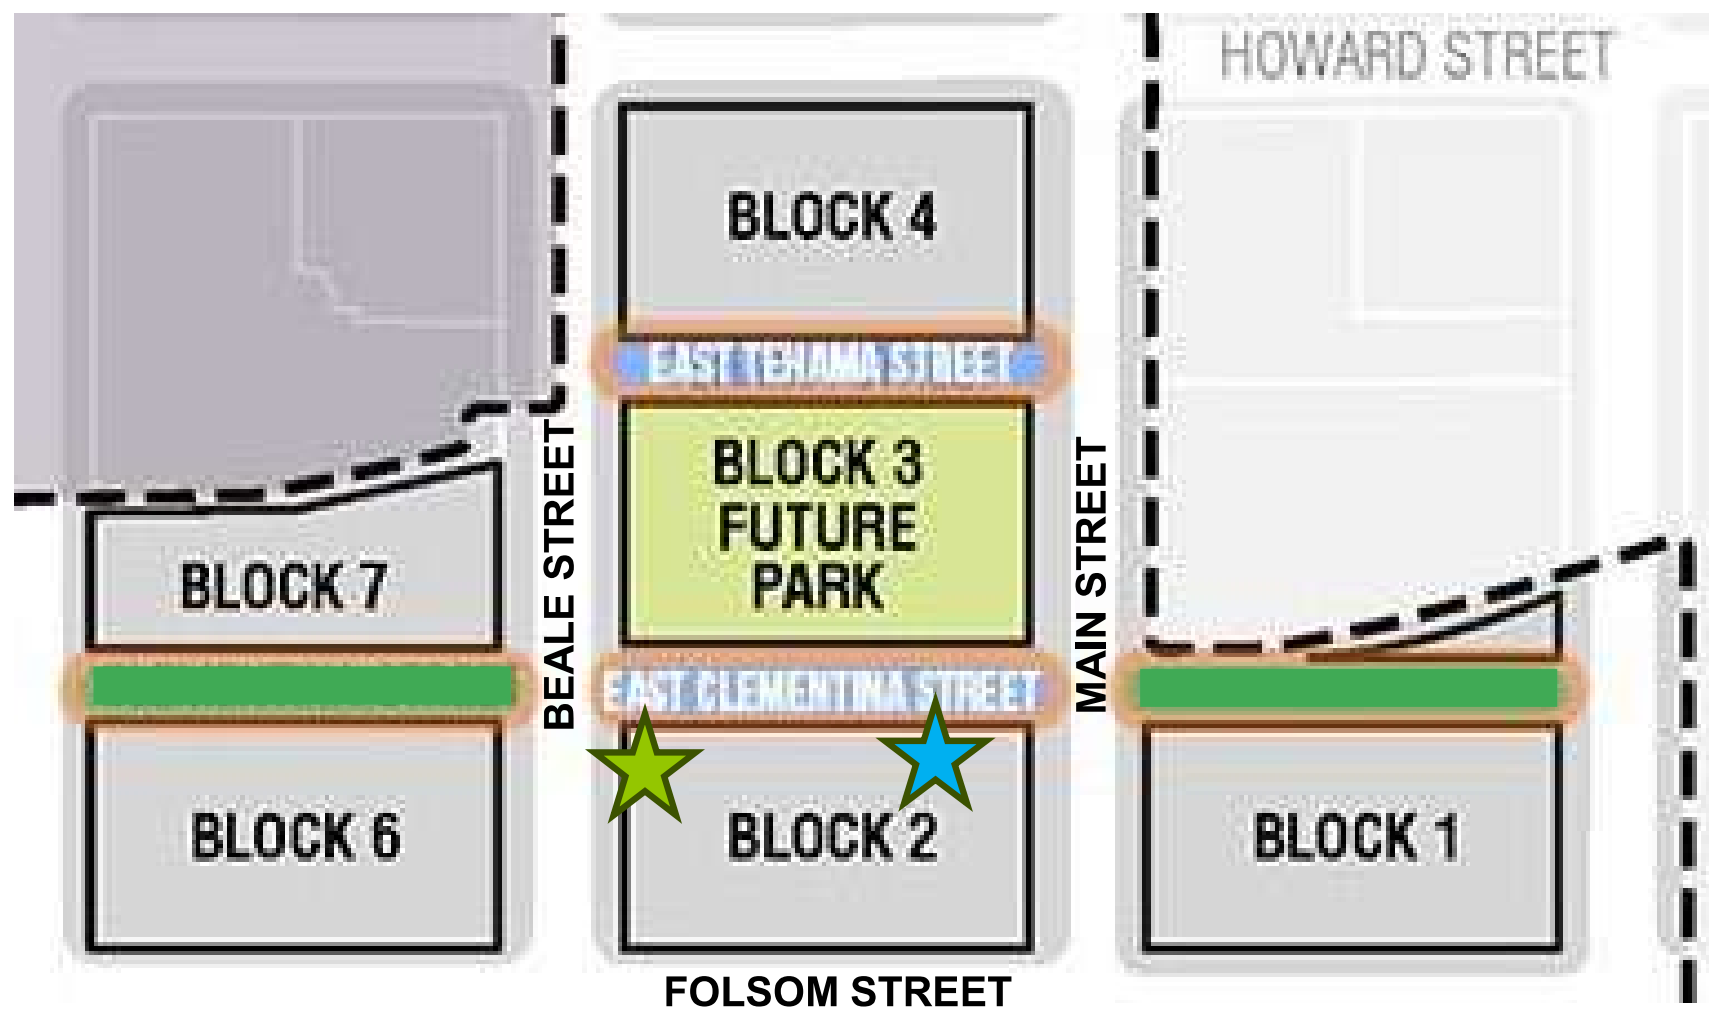 HOWARD STREET
BLOCK 4
EAST TEHAMA STREET
BLOCK 3
FUTURE
PARK
BLOCK 7
BEALE STREET
MAIN STREET
EAST CLEMENTINA STREET
BLOCK 6
BLOCK 2
BLOCK 1
FOLSOM STREET